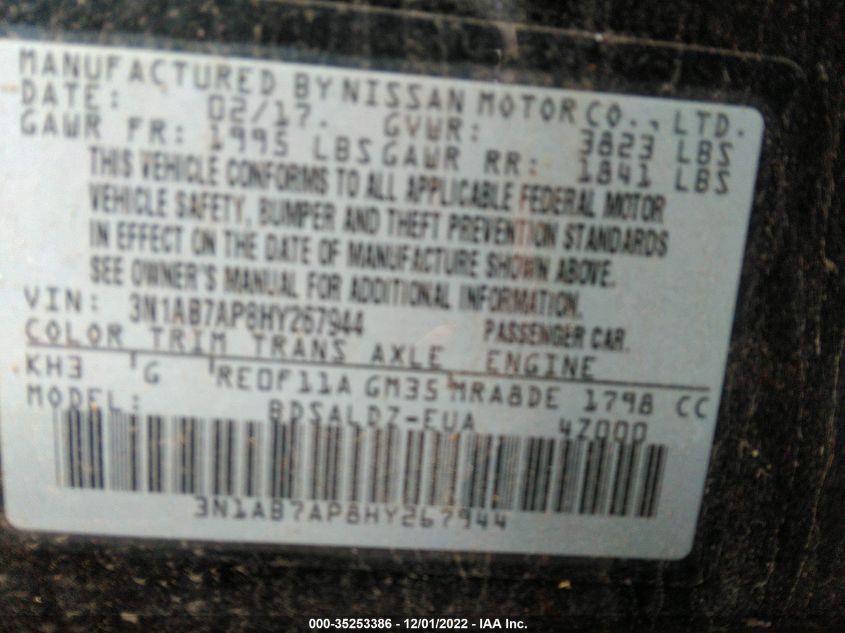 MANUFACTURED BY NISSAN MOTOR CO., LTD.
DATE: 02/17. GVWR: 3823 LBS
GAWR FR: 1995 LBS GAWR RR: 1841 LBS
THIS VEHICLE CONFORMS TO ALL APPLICABLE FEDERAL MOTOR
VEHICLE SAFETY, BUMPER AND THEFT PREVENTION STANDARDS
IN EFFECT ON THE DATE OF MANUFACTURE SHOWN ABOVE.
SEE OWNER'S MANUAL FOR ADDITIONAL INFORMATION.
VIN: 3N1AB7AP8HY267944 PASSENGER CAR.
COLOR TRIM TRANS AXLE ENGINE
KH3 G RE0F11A GM35 MRA8DE 1798 CC
MODEL: BDSALDZ-EUA 4Z000
3N1AB7AP8HY267944
000-35253386 - 12/01/2022 - IAA Inc.